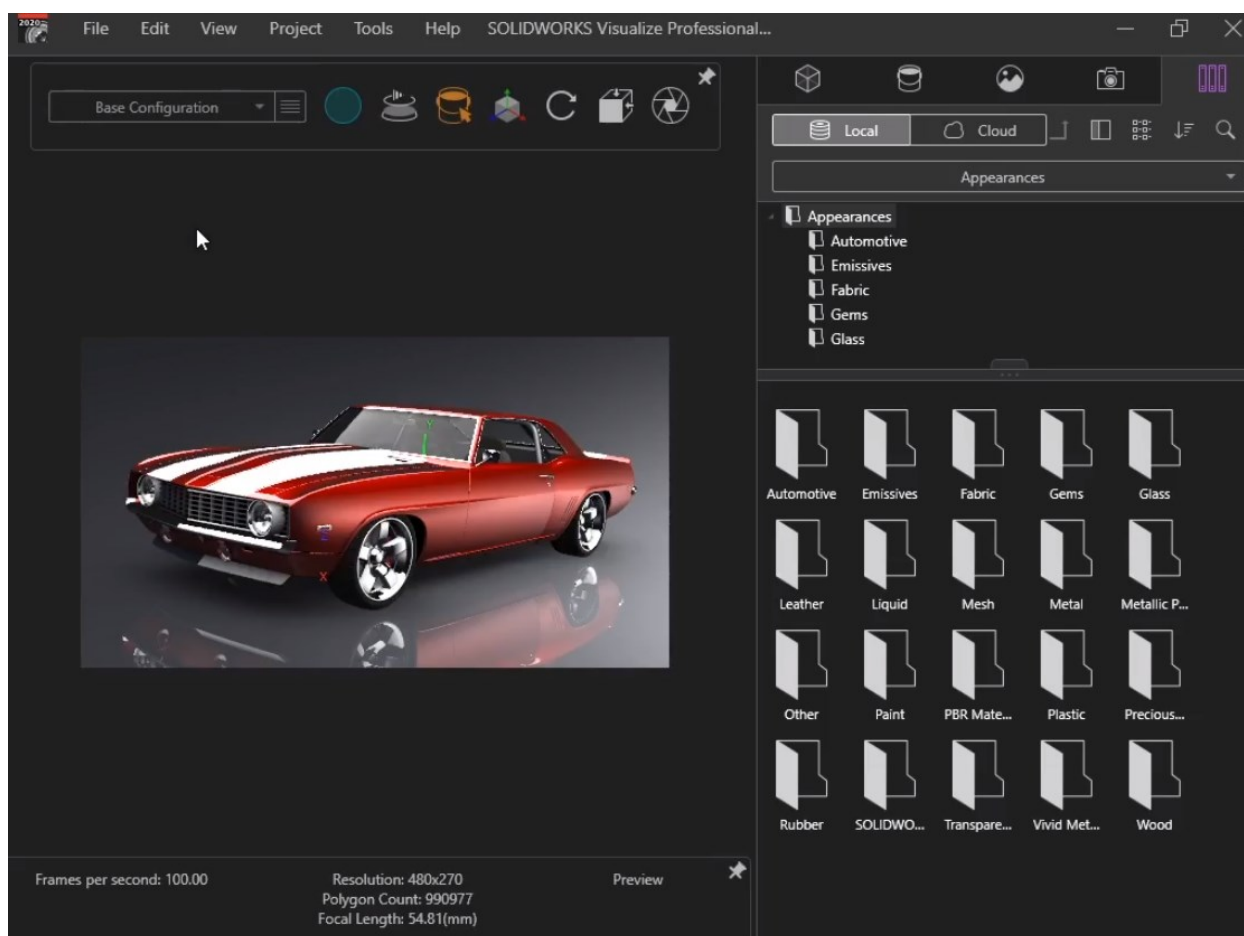 2020
File Edit View Project Tools Help SOLIDWORKS Visualize Professional...
Base Configuration
Local Cloud
Appearances
Appearances
Automotive
Emissives
Fabric
Gems
Glass
Automotive Emissives Fabric Gems Glass
Leather Liquid Mesh Metal Metallic P...
Other Paint PBR Mate... Plastic Precious...
Rubber SOLIDWO... Transpare... Vivid Met... Wood
Y
X
Frames per second: 100.00 Resolution: 480x270 Preview
Polygon Count: 990977
Focal Length: 54.81(mm)